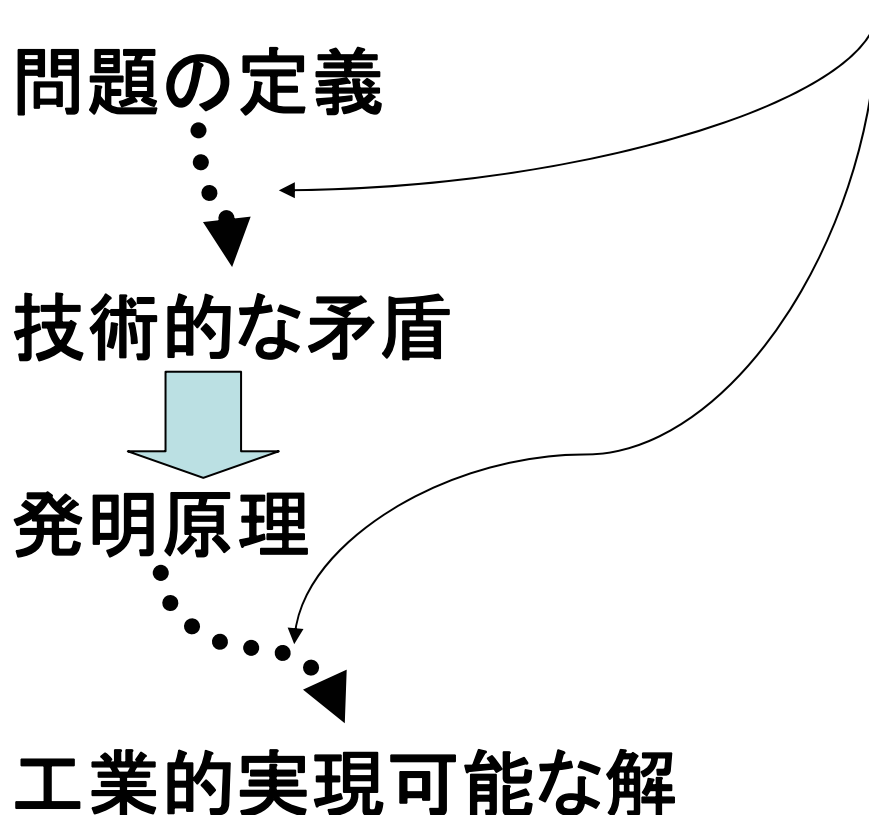 問題の定義
技術的な矛盾
発明原理
工業的実現可能な解